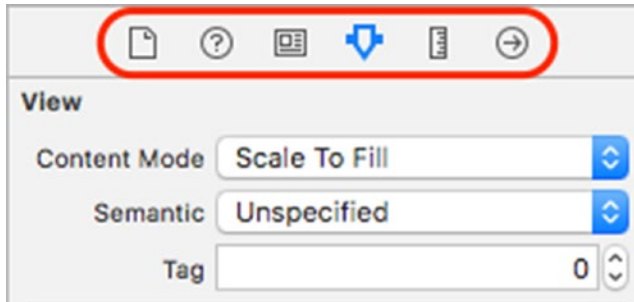 View
Content Mode Scale To Fill
Semantic Unspecified
Tag 0